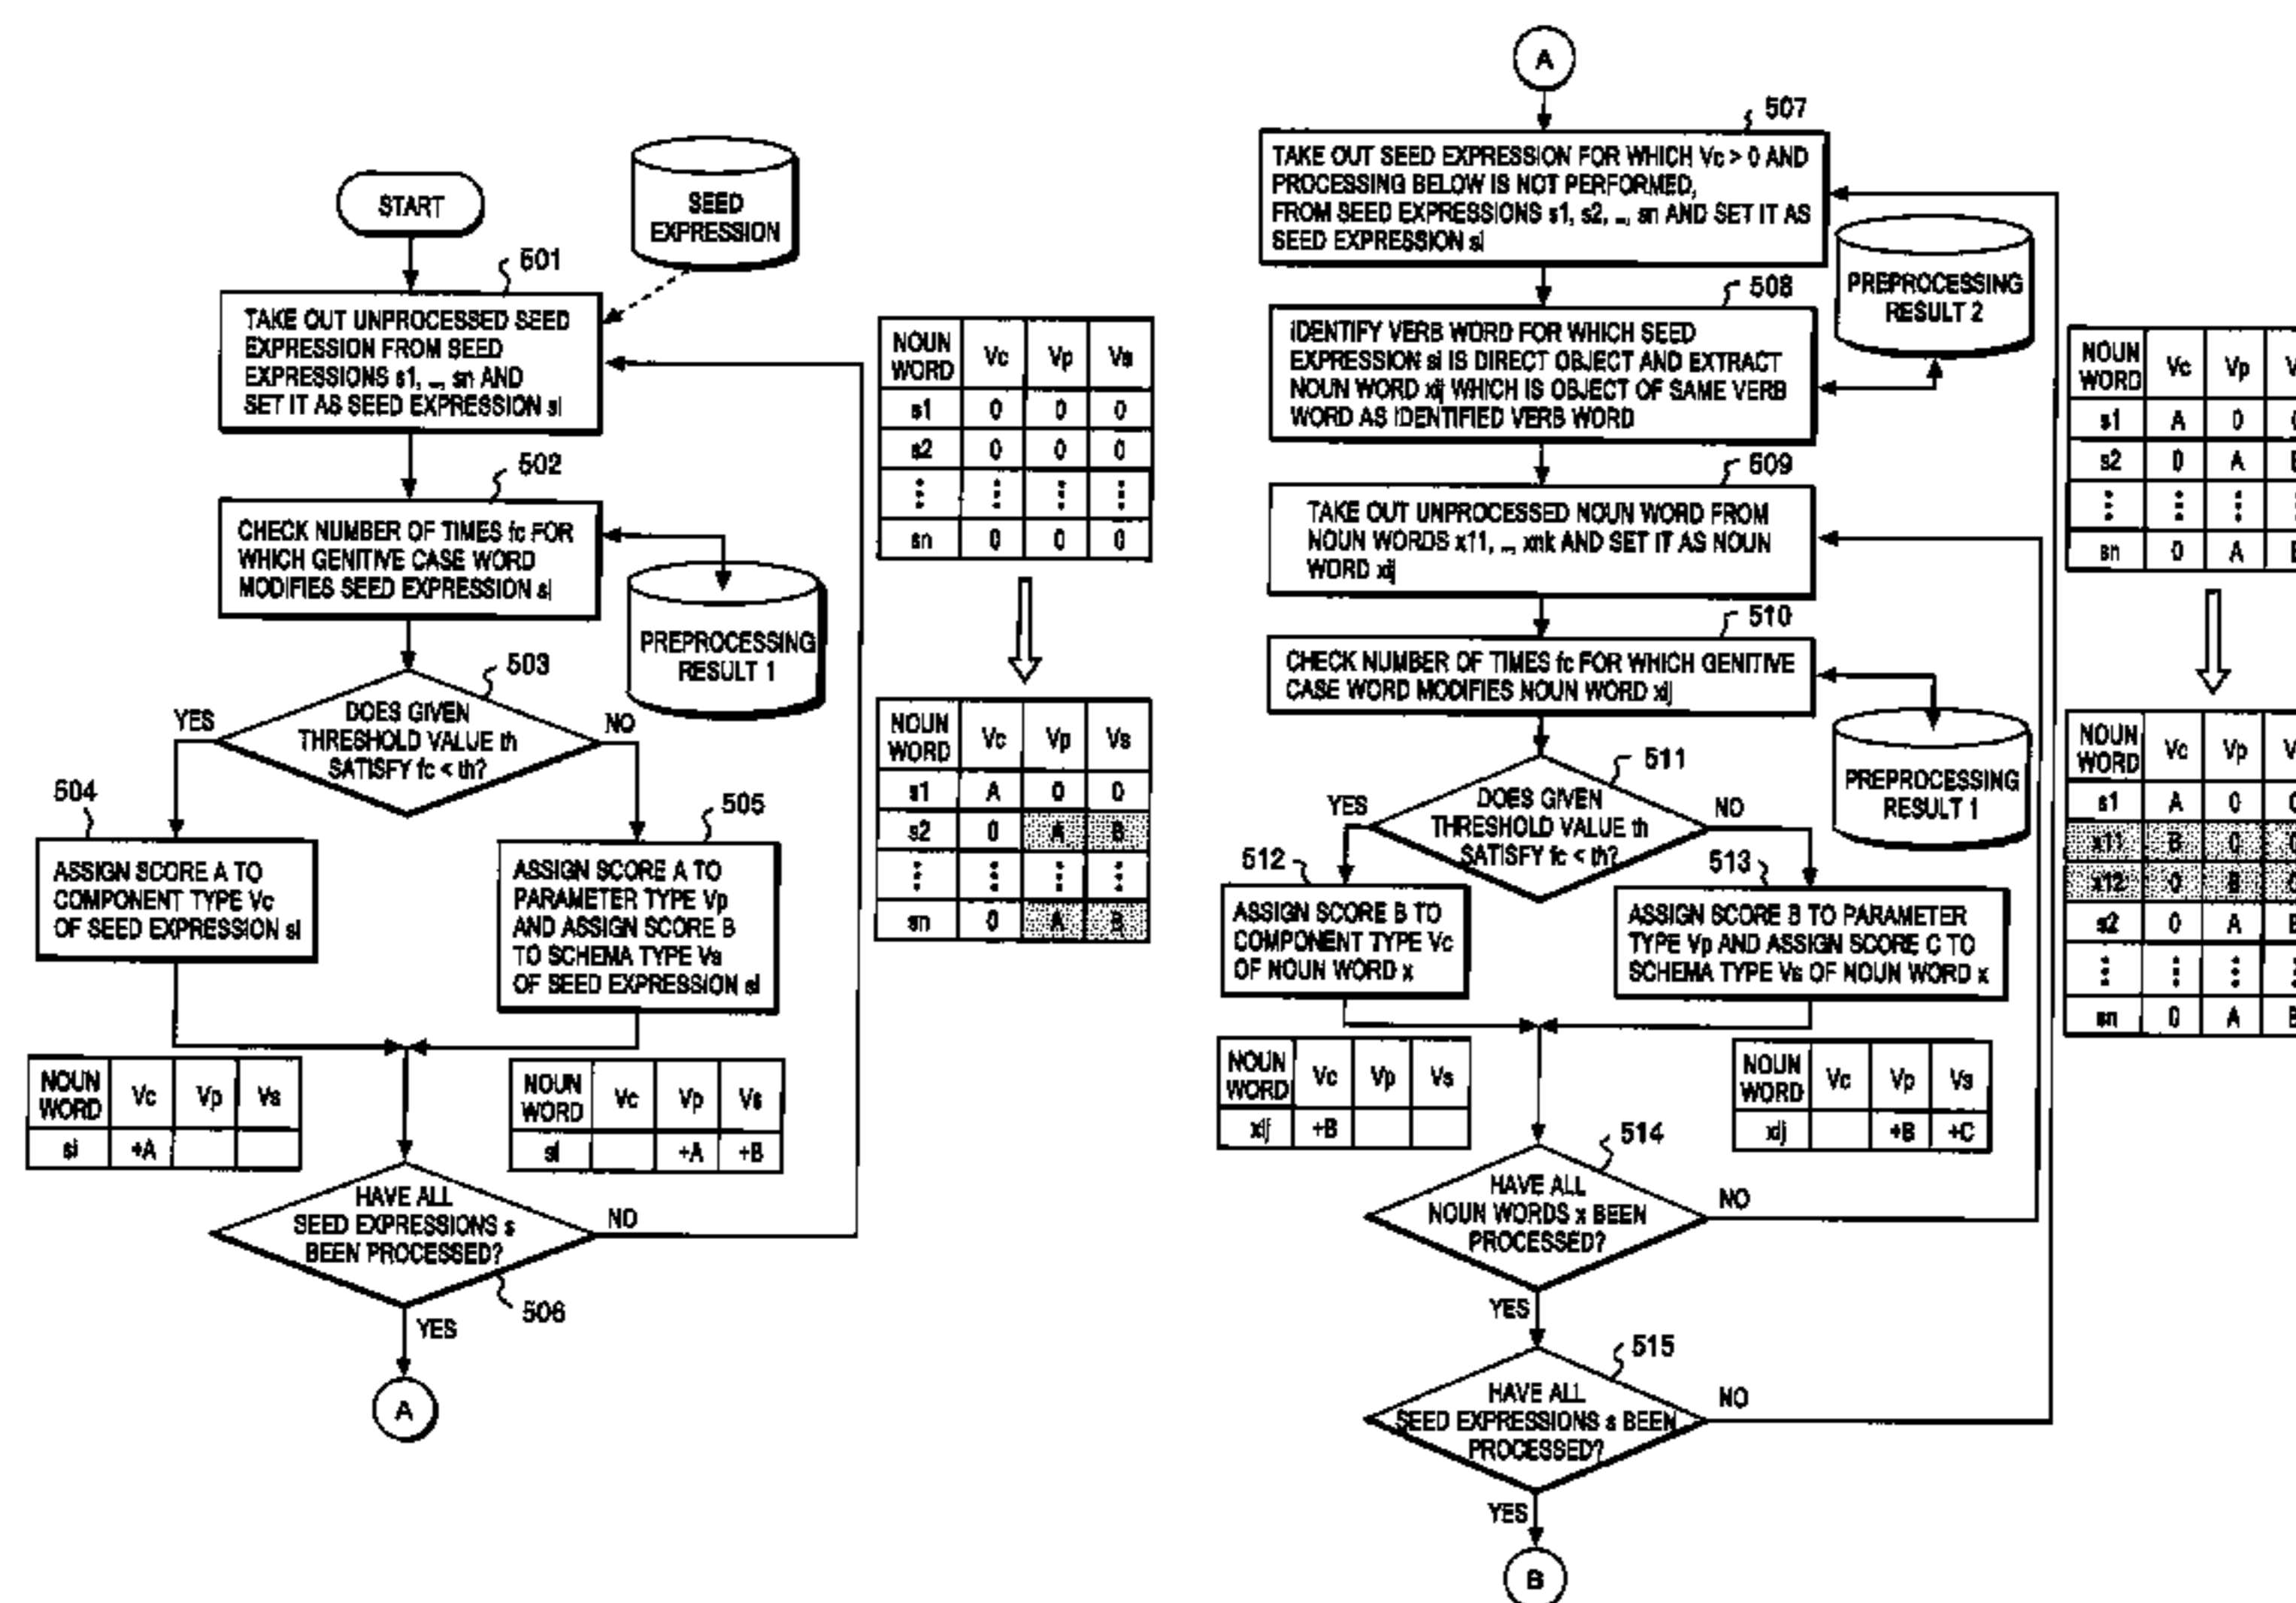 START
SEED
EXPRESSION
501
TAKE OUT UNPROCESSED SEED
EXPRESSION FROM SEED
EXPRESSIONS s1, ..., sn AND
SET IT AS SEED EXPRESSION si
502
CHECK NUMBER OF TIMES fc FOR
WHICH GENITIVE CASE WORD
MODIFIES SEED EXPRESSION si
PREPROCESSING
RESULT 1
503
DOES GIVEN
THRESHOLD VALUE th
SATISFY fc < th?
YES
NO
504
ASSIGN SCORE A TO
COMPONENT TYPE Vc
OF SEED EXPRESSION si
505
ASSIGN SCORE A TO
PARAMETER TYPE Vp
AND ASSIGN SCORE B
TO SCHEMA TYPE Vs
OF SEED EXPRESSION si
NOUN WORD Vc Vp Vs
si +A
NOUN WORD Vc Vp Vs
si +A +B
HAVE ALL
SEED EXPRESSIONS s
BEEN PROCESSED?
NO
506
YES
A
NOUN WORD Vc Vp Vs
s1 0 0 0
s2 0 0 0
⋮ ⋮ ⋮ ⋮
sn 0 0 0
NOUN WORD Vc Vp Vs
s1 A 0 0
s2 0 A B
⋮ ⋮ ⋮ ⋮
sn 0 A B
A
507
TAKE OUT SEED EXPRESSION FOR WHICH Vc > 0 AND
PROCESSING BELOW IS NOT PERFORMED,
FROM SEED EXPRESSIONS s1, s2, ..., sn AND SET IT AS
SEED EXPRESSION si
508
IDENTIFY VERB WORD FOR WHICH SEED
EXPRESSION si IS DIRECT OBJECT AND EXTRACT
NOUN WORD xij WHICH IS OBJECT OF SAME VERB
WORD AS IDENTIFIED VERB WORD
PREPROCESSING
RESULT 2
509
TAKE OUT UNPROCESSED NOUN WORD FROM
NOUN WORDS x11, ..., xnk AND SET IT AS NOUN
WORD xij
510
CHECK NUMBER OF TIMES fc FOR WHICH GENITIVE
CASE WORD MODIFIES NOUN WORD xij
PREPROCESSING
RESULT 1
511
DOES GIVEN
THRESHOLD VALUE th
SATISFY fc < th?
YES
NO
512
ASSIGN SCORE B TO
COMPONENT TYPE Vc
OF NOUN WORD x
513
ASSIGN SCORE B TO PARAMETER
TYPE Vp AND ASSIGN SCORE C TO
SCHEMA TYPE Vs OF NOUN WORD x
NOUN WORD Vc Vp Vs
xij +B
NOUN WORD Vc Vp Vs
xij +B +C
514
HAVE ALL
NOUN WORDS x BEEN
PROCESSED?
NO
YES
515
HAVE ALL
SEED EXPRESSIONS s BEEN
PROCESSED?
NO
YES
B
NOUN WORD Vc Vp
s1 A 0
s2 0 A
⋮ ⋮ ⋮
sn 0 A
NOUN WORD Vc Vp
s1 A 0
x11 B 0
x12 0 B
s2 0 A
⋮ ⋮ ⋮
sn 0 A